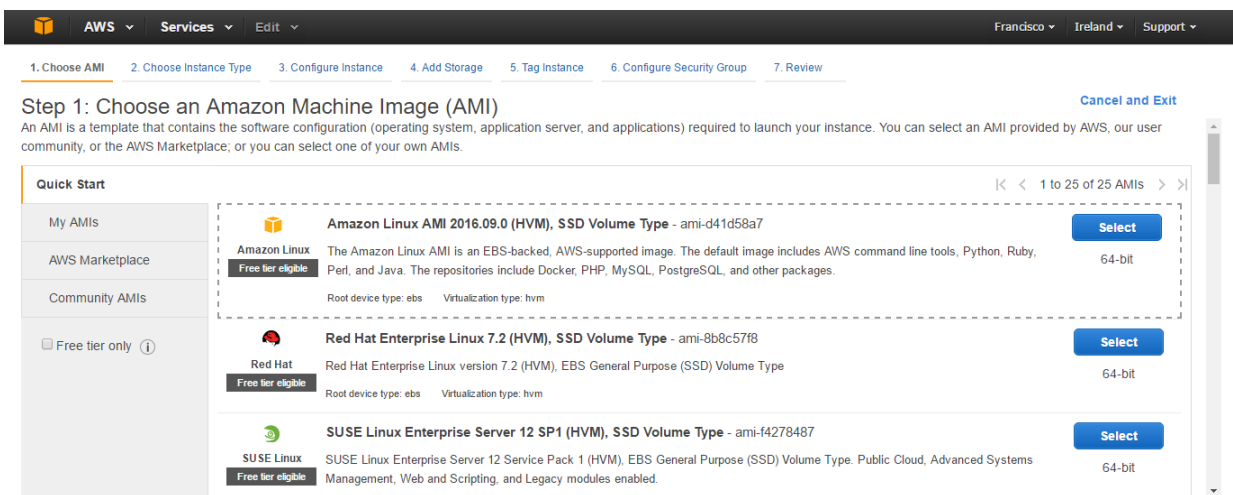 AWS Services Edit Francisco Ireland Support
1. Choose AMI 2. Choose Instance Type 3. Configure Instance 4. Add Storage 5. Tag Instance 6. Configure Security Group 7. Review
Step 1: Choose an Amazon Machine Image (AMI)
Cancel and Exit
An AMI is a template that contains the software configuration (operating system, application server, and applications) required to launch your instance. You can select an AMI provided by AWS, our user
community, or the AWS Marketplace; or you can select one of your own AMIs.
Quick Start
1 to 25 of 25 AMIs
My AMIs
AWS Marketplace
Community AMIs
Free tier only
Amazon Linux
Free tier eligible
Amazon Linux AMI 2016.09.0 (HVM), SSD Volume Type - ami-d41d58a7
The Amazon Linux AMI is an EBS-backed, AWS-supported image. The default image includes AWS command line tools, Python, Ruby,
Perl, and Java. The repositories include Docker, PHP, MySQL, PostgreSQL, and other packages.
Root device type: ebs Virtualization type: hvm
Select
64-bit
Red Hat
Free tier eligible
Red Hat Enterprise Linux 7.2 (HVM), SSD Volume Type - ami-8b8c57f8
Red Hat Enterprise Linux version 7.2 (HVM), EBS General Purpose (SSD) Volume Type
Root device type: ebs Virtualization type: hvm
Select
64-bit
SUSE Linux
Free tier eligible
SUSE Linux Enterprise Server 12 SP1 (HVM), SSD Volume Type - ami-f4278487
SUSE Linux Enterprise Server 12 Service Pack 1 (HVM), EBS General Purpose (SSD) Volume Type. Public Cloud, Advanced Systems
Management, Web and Scripting, and Legacy modules enabled.
Select
64-bit